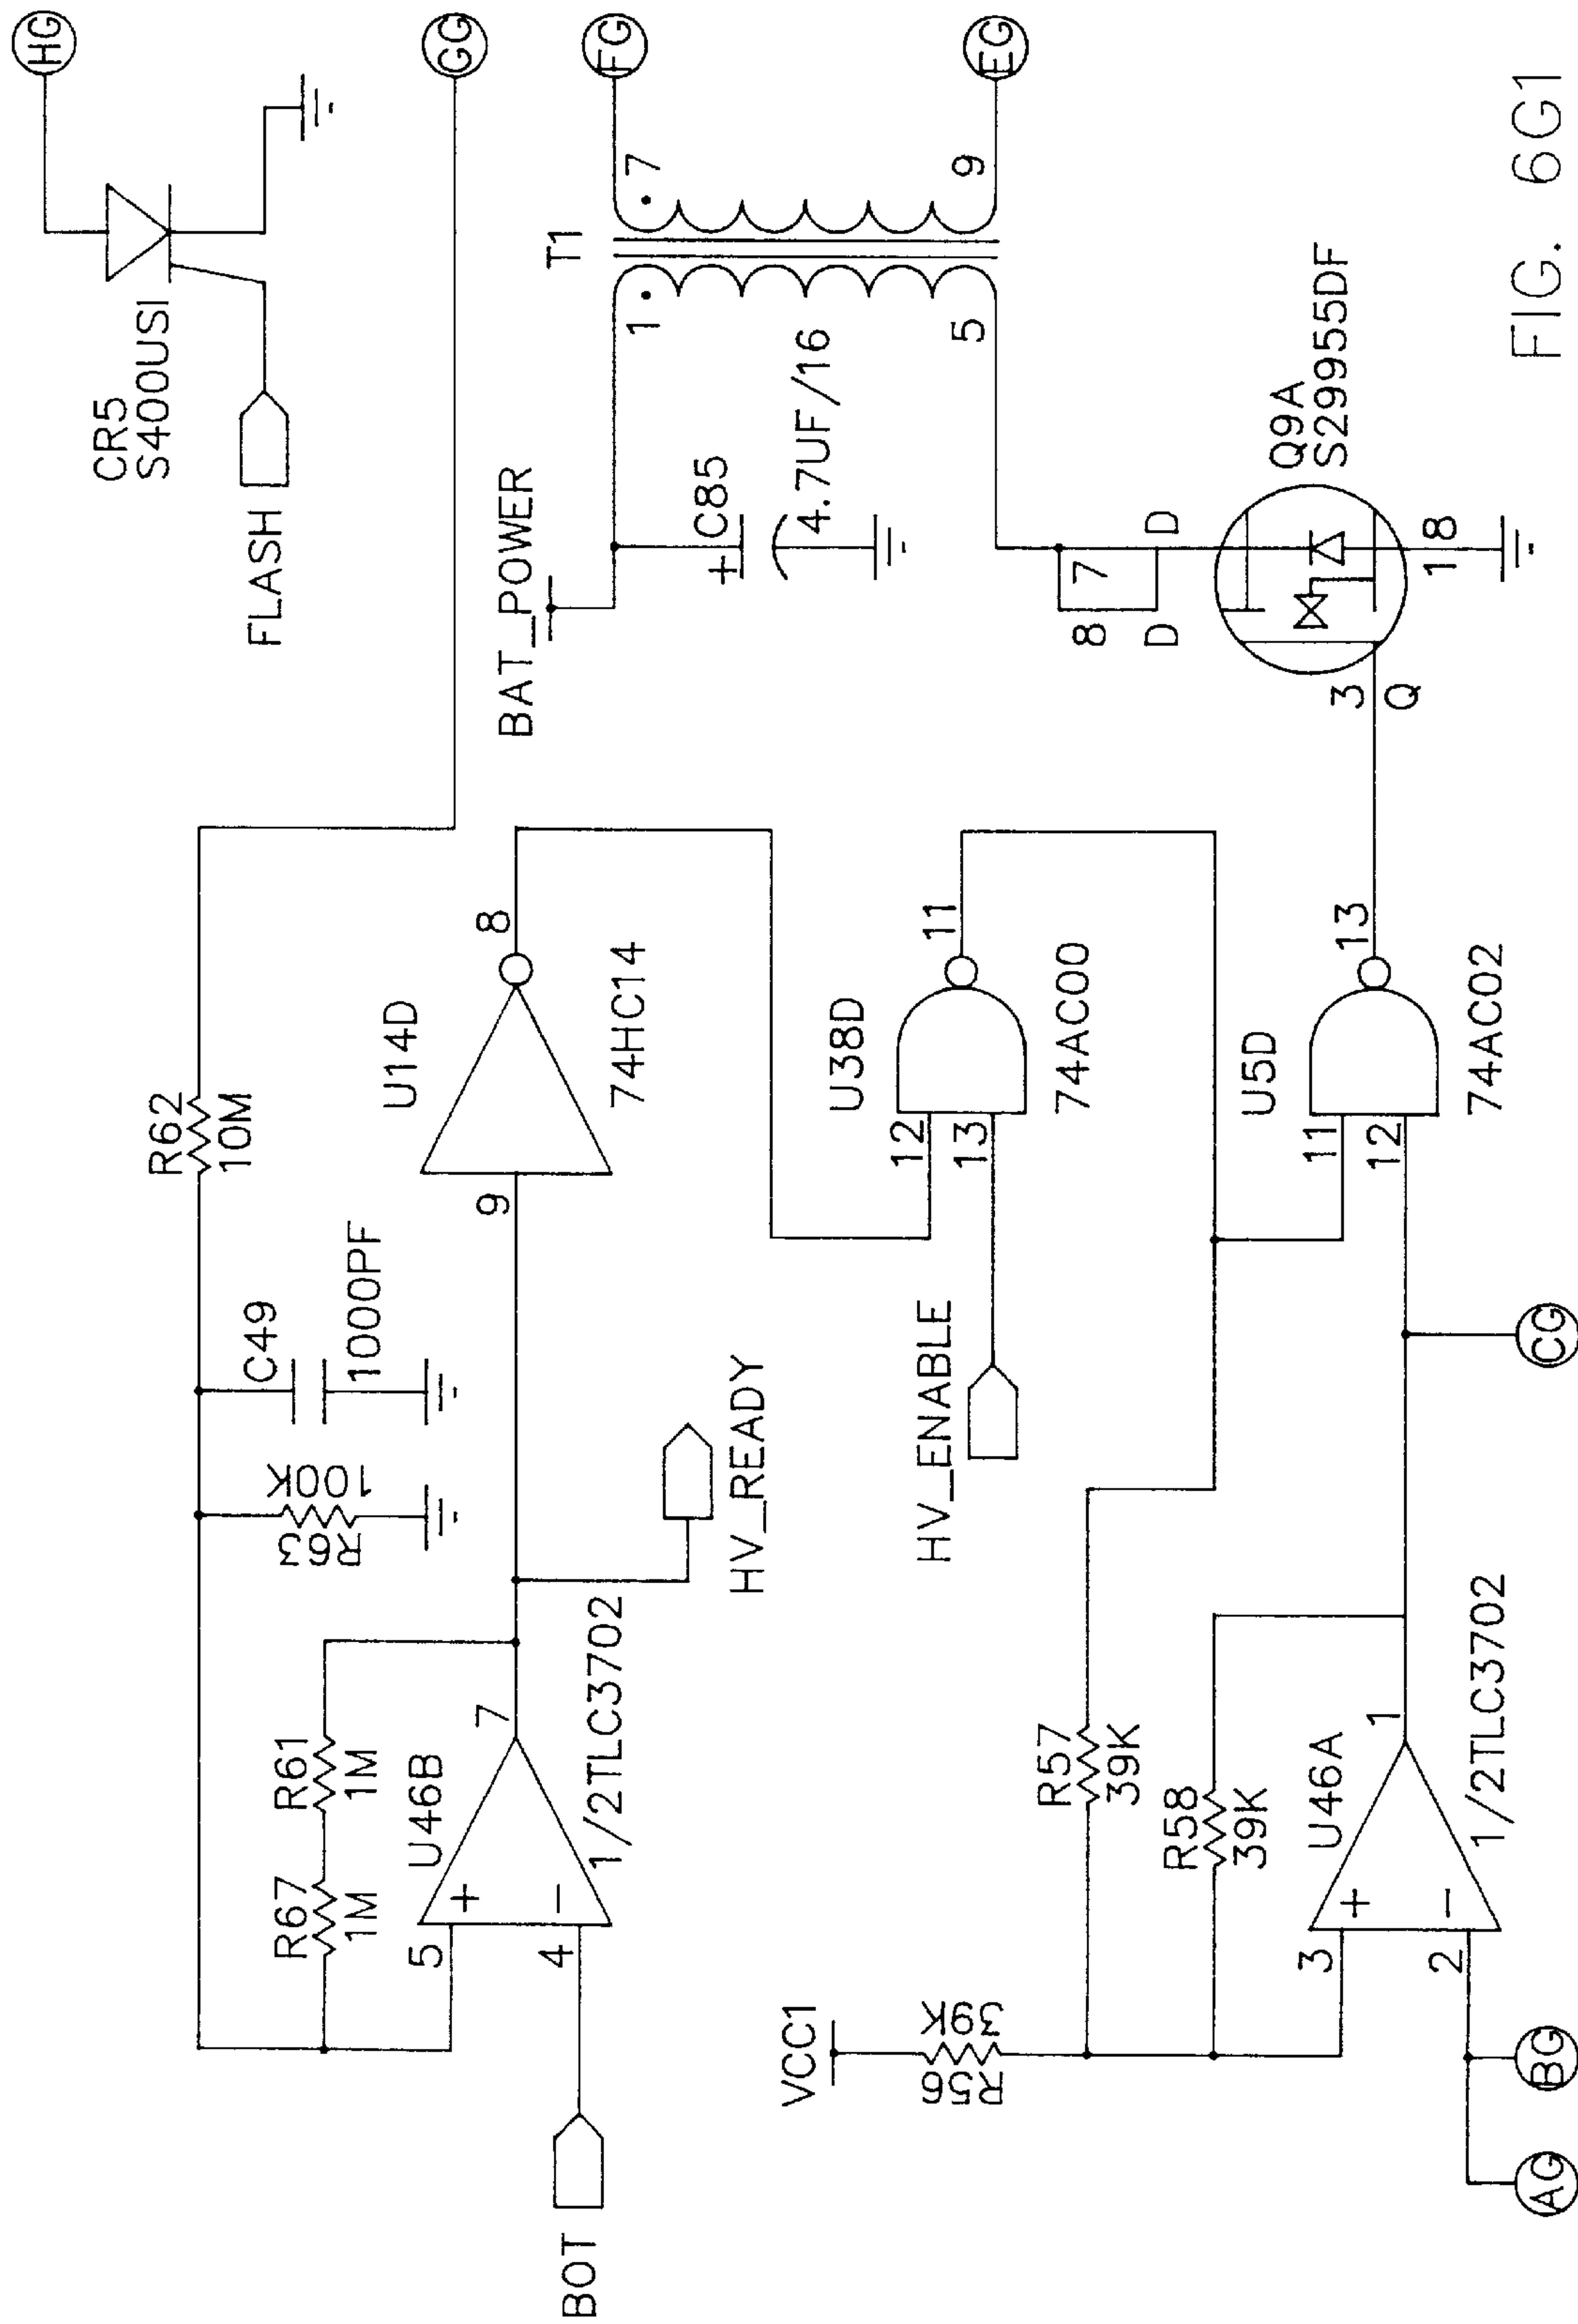 HG
CR5
S400USI
FLASH
GG
R62
10M
C49
1000PF
R63
100K
R61
1M
R67
1M
U46B
1/2TLC3702
5
4
7
+
−
BOT
HV_READY
U14D
74HC14
9
8
BAT_POWER
+
C85
4.7UF/16
T1
1
5
7
9
FG
EG
U38D
74AC00
12
13
11
HV_ENABLE
VCC1
R56
39K
R57
39K
R58
39K
U46A
1/2TLC3702
3
2
1
+
−
U5D
74AC02
11
12
13
8
7
D
D
3
Q
Q9A
S29955DF
1
8
AG
BG
CG
FIG. 6G1